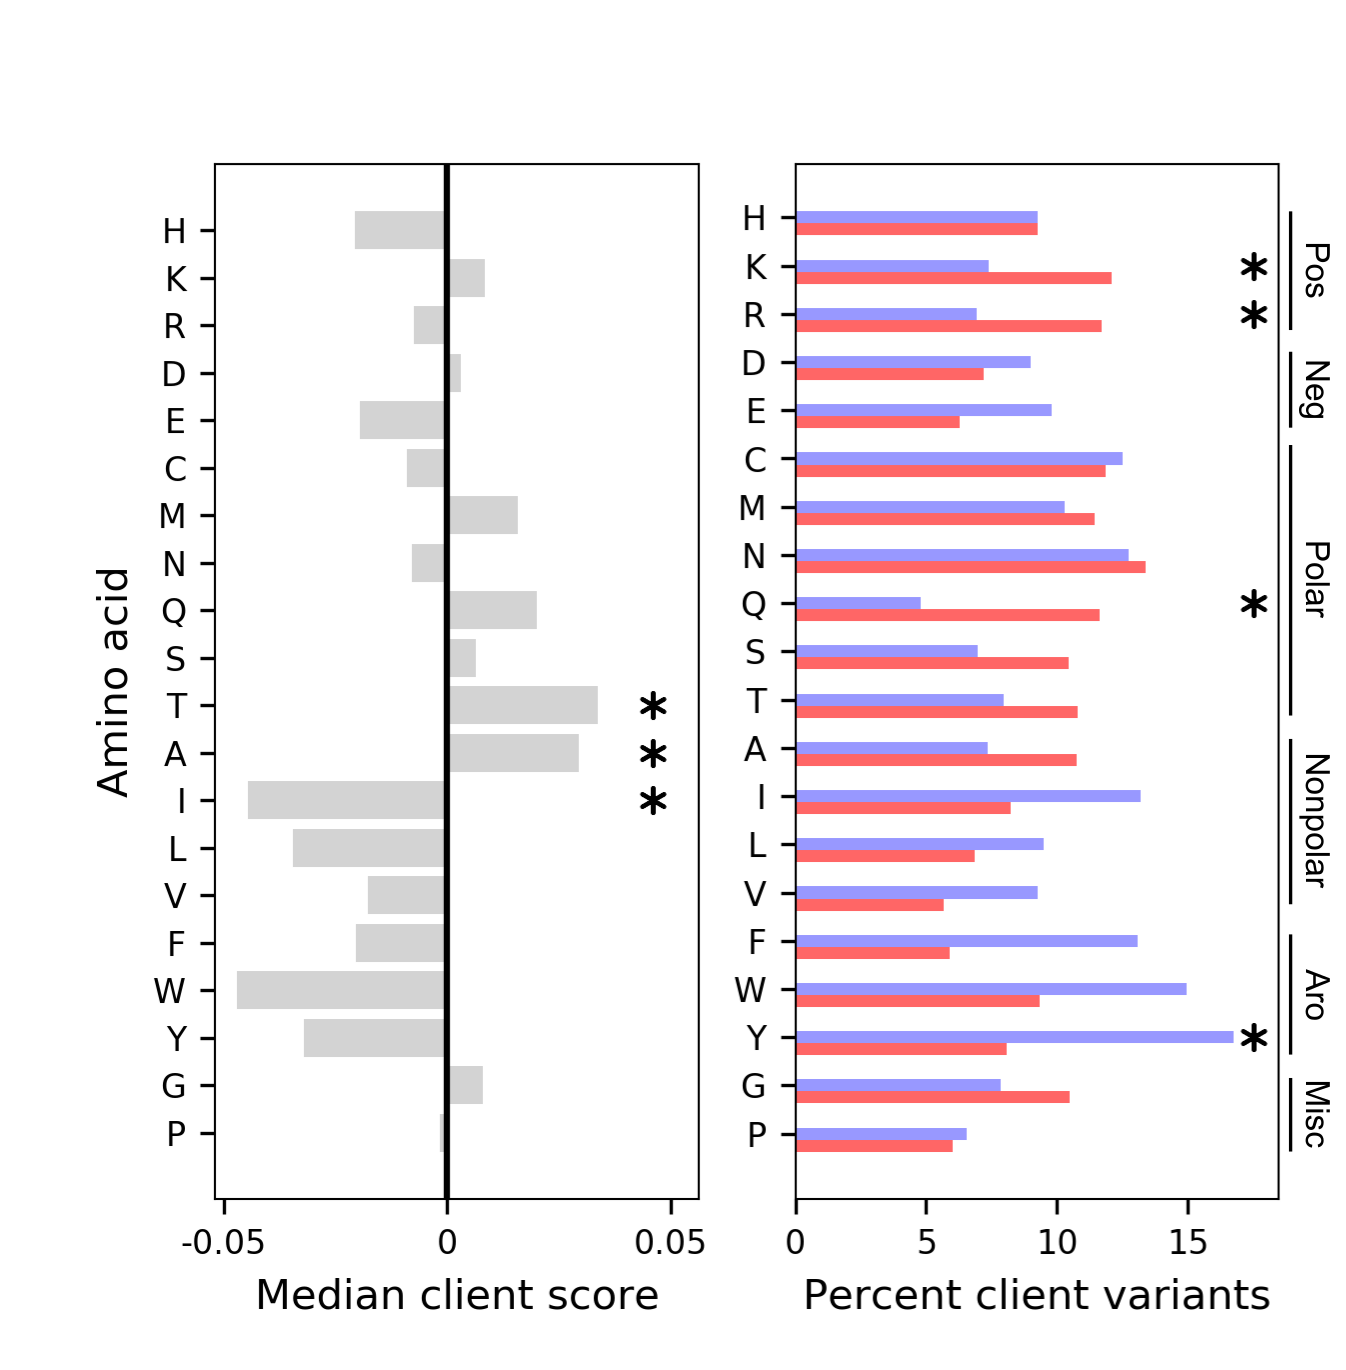 Amino acid
H
K
R
D
E
C
M
N
Q
S
T *
A *
I *
L
V
F
W
Y
G
P
-0.05 0 0.05
Median client score
H
K *
R *
D
E
C
M
N
Q *
S
T
A
I
L
V
F
W
Y *
G
P
0 5 10 15
Percent client variants
Pos
Neg
Polar
Nonpolar
Aro
Misc